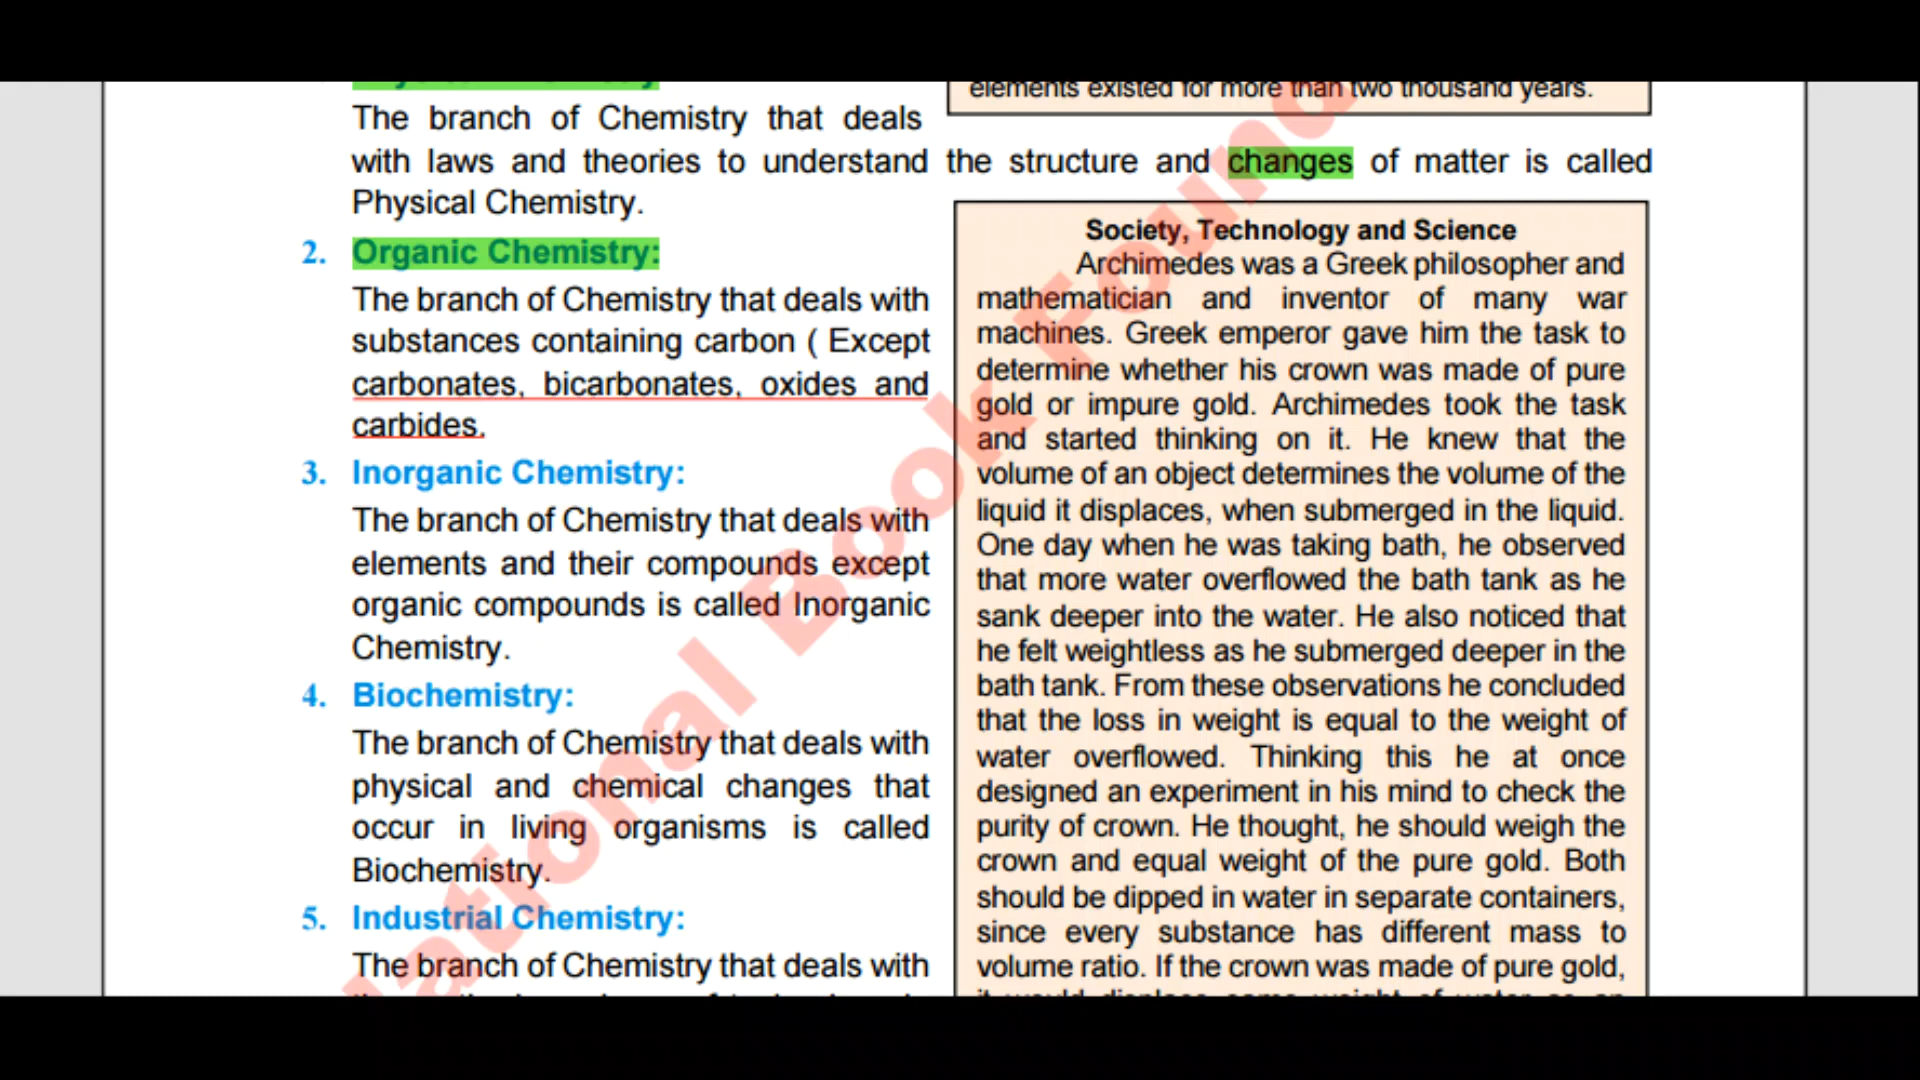 elements existed for more than two thousand years.
The branch of Chemistry that deals
with laws and theories to understand the structure and changes of matter is called
Physical Chemistry.
2. Organic Chemistry:
The branch of Chemistry that deals with
substances containing carbon ( Except
carbonates, bicarbonates, oxides and
carbides.
3. Inorganic Chemistry:
The branch of Chemistry that deals with
elements and their compounds except
organic compounds is called Inorganic
Chemistry.
4. Biochemistry:
The branch of Chemistry that deals with
physical and chemical changes that
occur in living organisms is called
Biochemistry.
5. Industrial Chemistry:
The branch of Chemistry that deals with
Society, Technology and Science
Archimedes was a Greek philosopher and
mathematician and inventor of many war
machines. Greek emperor gave him the task to
determine whether his crown was made of pure
gold or impure gold. Archimedes took the task
and started thinking on it. He knew that the
volume of an object determines the volume of the
liquid it displaces, when submerged in the liquid.
One day when he was taking bath, he observed
that more water overflowed the bath tank as he
sank deeper into the water. He also noticed that
he felt weightless as he submerged deeper in the
bath tank. From these observations he concluded
that the loss in weight is equal to the weight of
water overflowed. Thinking this he at once
designed an experiment in his mind to check the
purity of crown. He thought, he should weigh the
crown and equal weight of the pure gold. Both
should be dipped in water in separate containers,
since every substance has different mass to
volume ratio. If the crown was made of pure gold,
ational Book Found